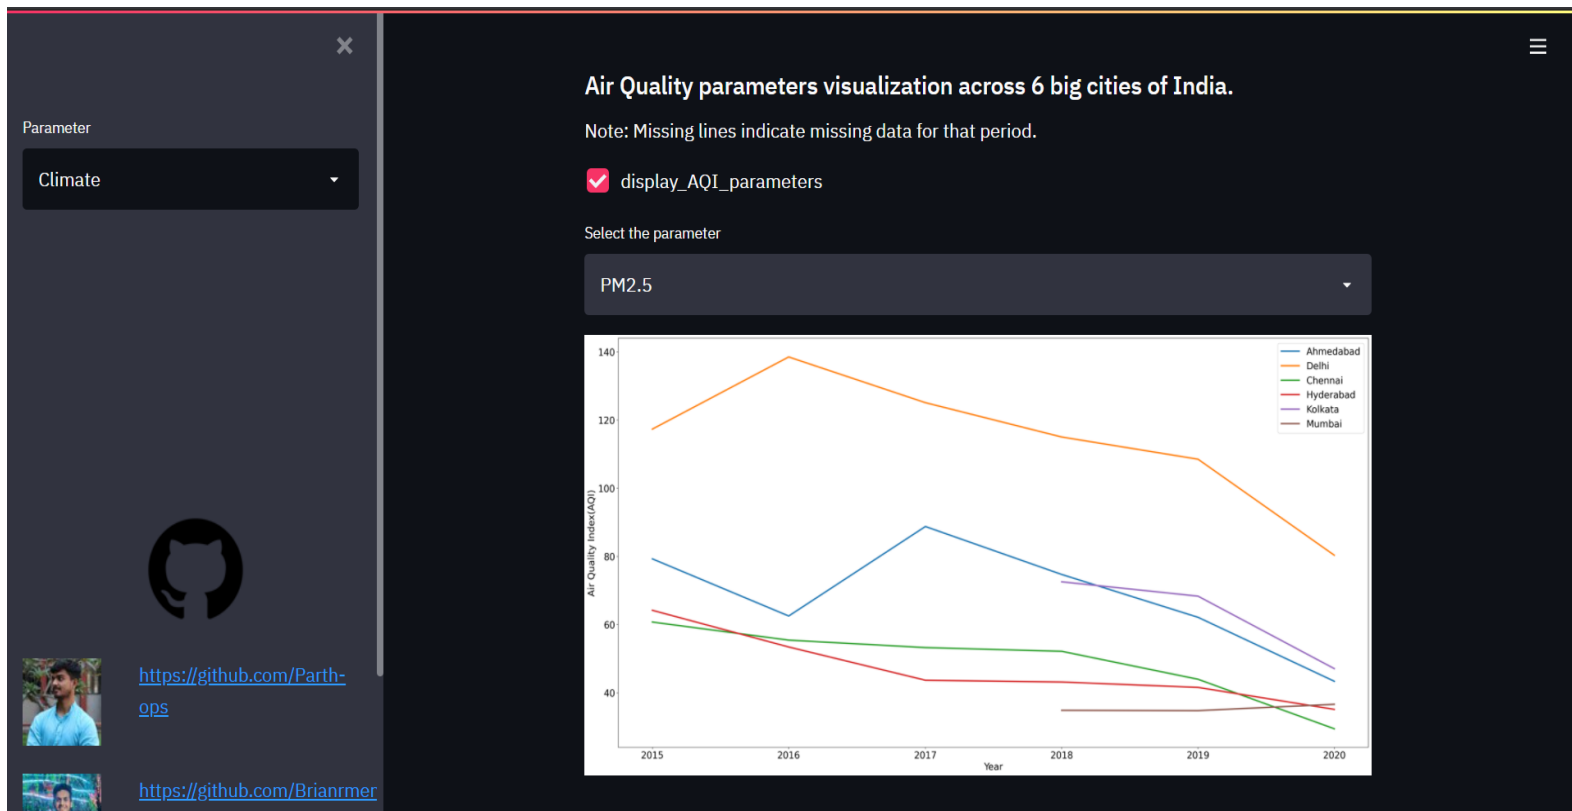 Parameter
Climate
https://github.com/Parth-
ops
https://github.com/Brianrmer
Air Quality parameters visualization across 6 big cities of India.
Note: Missing lines indicate missing data for that period.
display_AQI_parameters
Select the parameter
PM2.5
Ahmedabad
Delhi
Chennai
Hyderabad
Kolkata
Mumbai
140
120
100
80
60
40
Air Quality Index(AQI)
2015 2016 2017 2018 2019 2020
Year